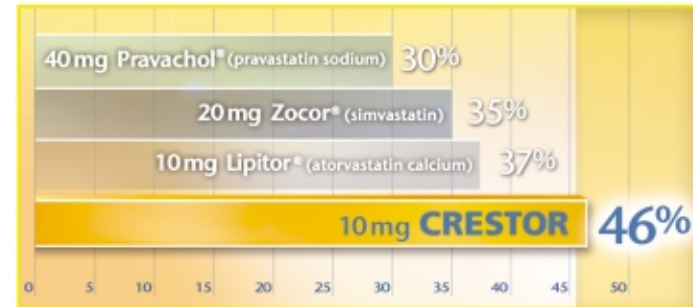 40 mg Pravachol® (pravastatin sodium) 30%
20 mg Zocor® (simvastatin) 35%
10 mg Lipitor® (atorvastatin calcium) 37%
10 mg CRESTOR 46%
0 5 10 15 20 25 30 35 40 45 50